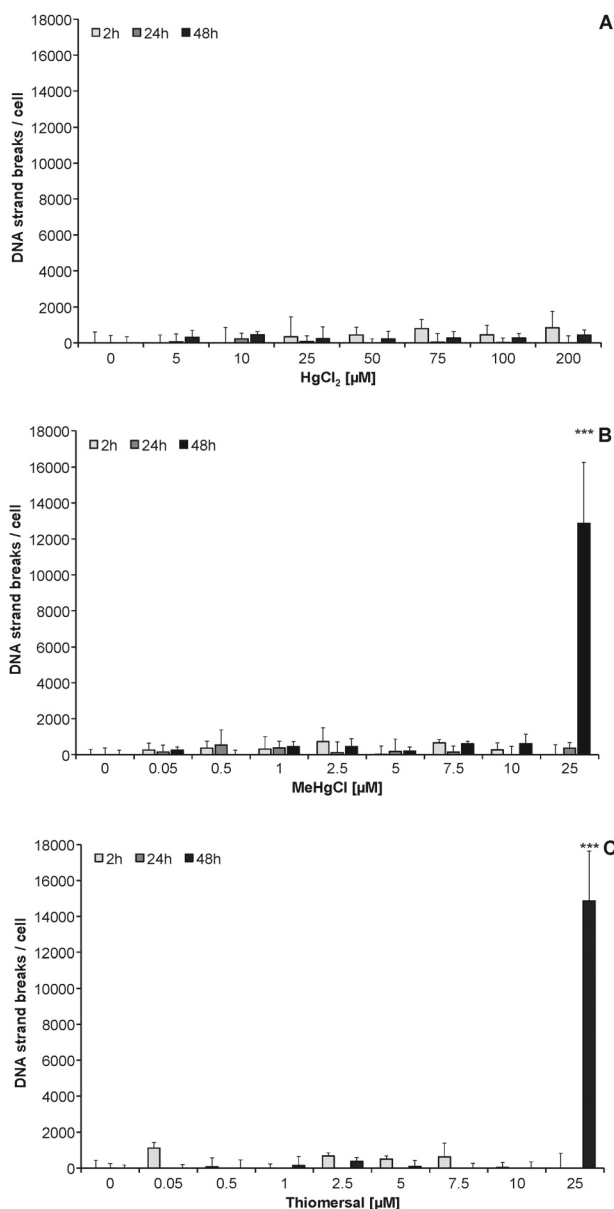 A
2h 24h 48h
18000
16000
14000
12000
10000
8000
6000
4000
2000
0
DNA strand breaks / cell
0 5 10 25 50 75 100 200
HgCl₂ [µM]
*** B
2h 24h 48h
18000
16000
14000
12000
10000
8000
6000
4000
2000
0
DNA strand breaks / cell
0 0.05 0.5 1 2.5 5 7.5 10 25
MeHgCl [µM]
*** C
2h 24h 48h
18000
16000
14000
12000
10000
8000
6000
4000
2000
0
DNA strand breaks / cell
0 0.05 0.5 1 2.5 5 7.5 10 25
Thiomersal [µM]